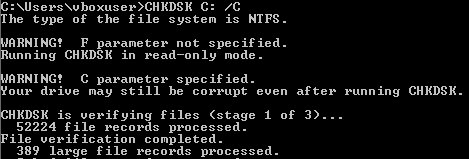 C:\Users\vboxuser>CHKDSK C: /C
The type of the file system is NTFS.
WARNING!  F parameter not specified.
Running CHKDSK in read-only mode.
WARNING!  C parameter specified.
Your drive may still be corrupt even after running CHKDSK.
CHKDSK is verifying files (stage 1 of 3)...
  52224 file records processed.
File verification completed.
  389 large file records processed.